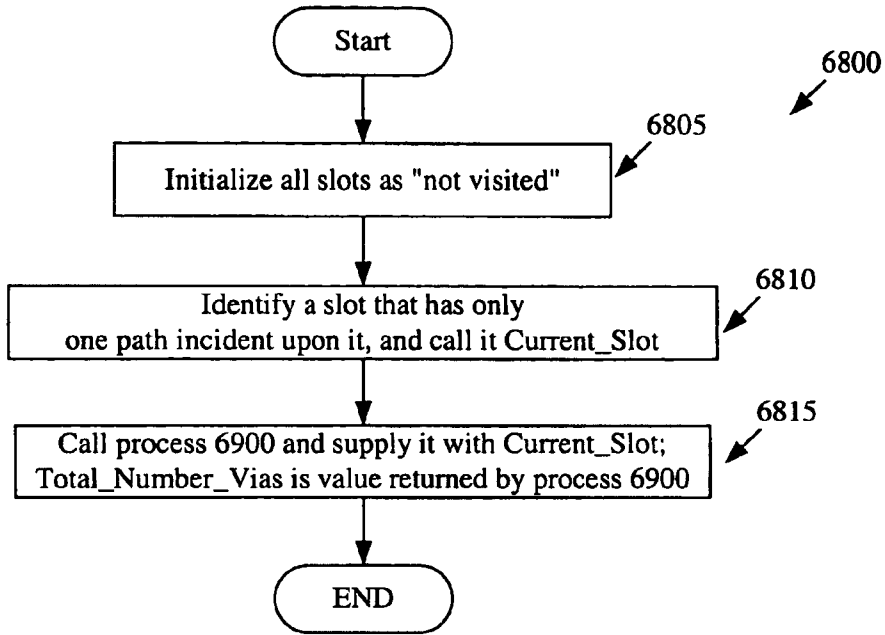 Start
6800
6805
Initialize all slots as "not visited"
6810
Identify a slot that has only
one path incident upon it, and call it Current_Slot
6815
Call process 6900 and supply it with Current_Slot;
Total_Number_Vias is value returned by process 6900
END